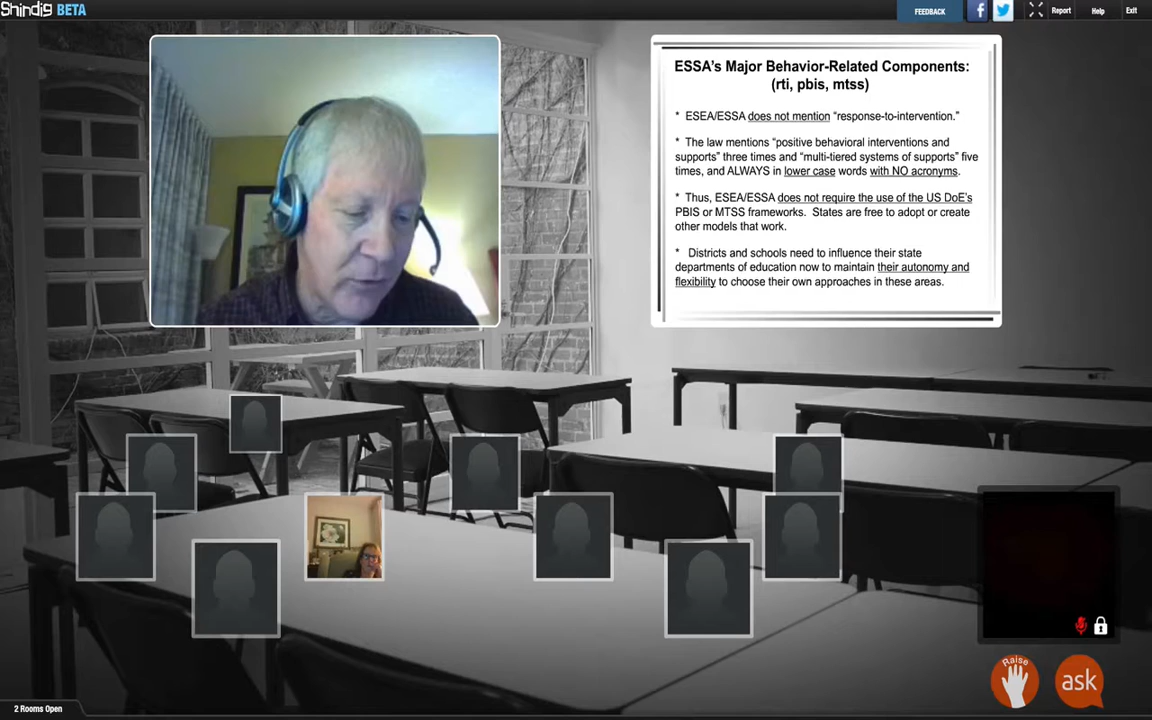 Shindig BETA
FEEDBACK
f
Report
Help
Exit
ESSA's Major Behavior-Related Components:
(rti, pbis, mtss)
* ESEA/ESSA does not mention “response-to-intervention.”
* The law mentions “positive behavioral interventions and
supports” three times and “multi-tiered systems of supports” five
times, and ALWAYS in lower case words with NO acronyms.
* Thus, ESEA/ESSA does not require the use of the US DoE's
PBIS or MTSS frameworks. States are free to adopt or create
other models that work.
* Districts and schools need to influence their state
departments of education now to maintain their autonomy and
flexibility to choose their own approaches in these areas.
Raise
ask
2 Rooms Open